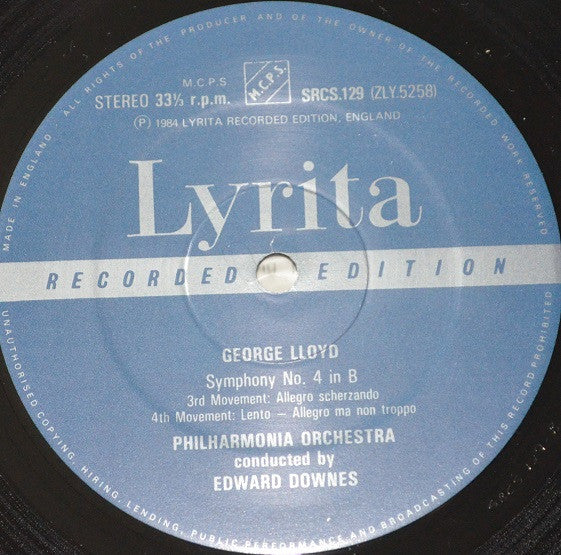 MADE IN ENGLAND · ALL RIGHTS OF THE PRODUCER AND OF THE OWNER OF THE RECORDED WORK RESERVED
M.C.P.S
M.C.P.S.
STEREO 33⅓ r.p.m.
SRCS.129 (ZLY.5258)
(P) 1984 LYRITA RECORDED EDITION, ENGLAND
Lyrita
RECORDED EDITION
GEORGE LLOYD
Symphony No. 4 in B
3rd Movement: Allegro scherzando
4th Movement: Lento – Allegro ma non troppo
PHILHARMONIA ORCHESTRA
conducted by
EDWARD DOWNES
UNAUTHORISED COPYING, HIRING, LENDING, PUBLIC PERFORMANCE AND BROADCASTING OF THIS RECORD PROHIBITED